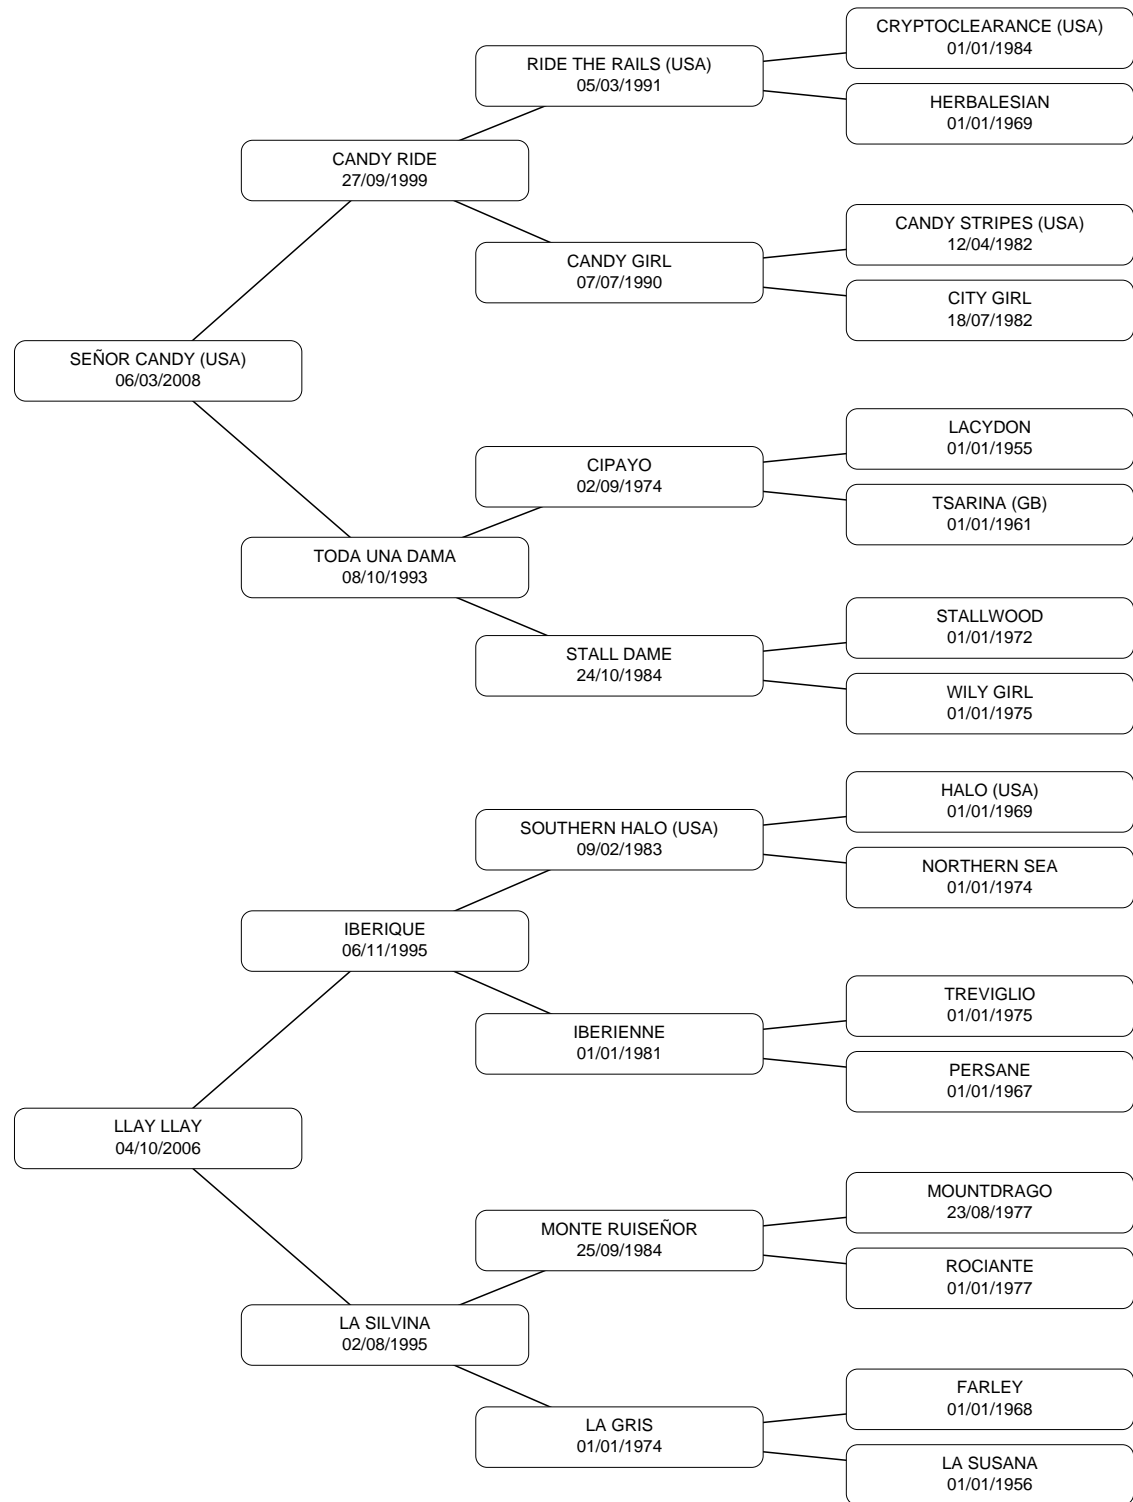 CRYPTOCLEARANCE (USA)
01/01/1984
RIDE THE RAILS (USA)
05/03/1991
HERBALESIAN
01/01/1969
CANDY RIDE
27/09/1999
CANDY STRIPES (USA)
12/04/1982
CANDY GIRL
07/07/1990
CITY GIRL
18/07/1982
SEÑOR CANDY (USA)
06/03/2008
LACYDON
01/01/1955
CIPAYO
02/09/1974
TSARINA (GB)
01/01/1961
TODA UNA DAMA
08/10/1993
STALLWOOD
01/01/1972
STALL DAME
24/10/1984
WILY GIRL
01/01/1975
HALO (USA)
01/01/1969
SOUTHERN HALO (USA)
09/02/1983
NORTHERN SEA
01/01/1974
IBERIQUE
06/11/1995
TREVIGLIO
01/01/1975
IBERIENNE
01/01/1981
PERSANE
01/01/1967
LLAY LLAY
04/10/2006
MOUNTDRAGO
23/08/1977
MONTE RUISEÑOR
25/09/1984
ROCIANTE
01/01/1977
LA SILVINA
02/08/1995
FARLEY
01/01/1968
LA GRIS
01/01/1974
LA SUSANA
01/01/1956